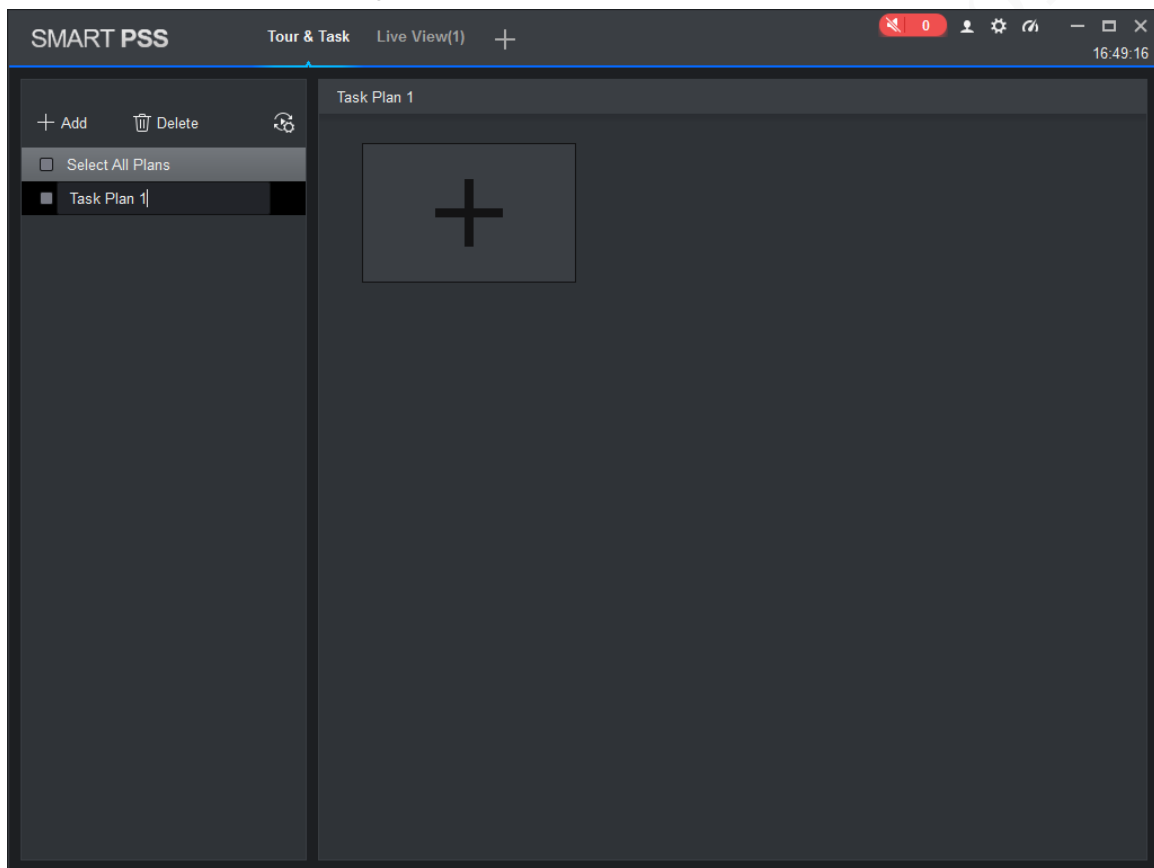 SMART PSS
Tour & Task
Live View(1)
0
16:49:16
Add
Delete
Select All Plans
Task Plan 1
Task Plan 1